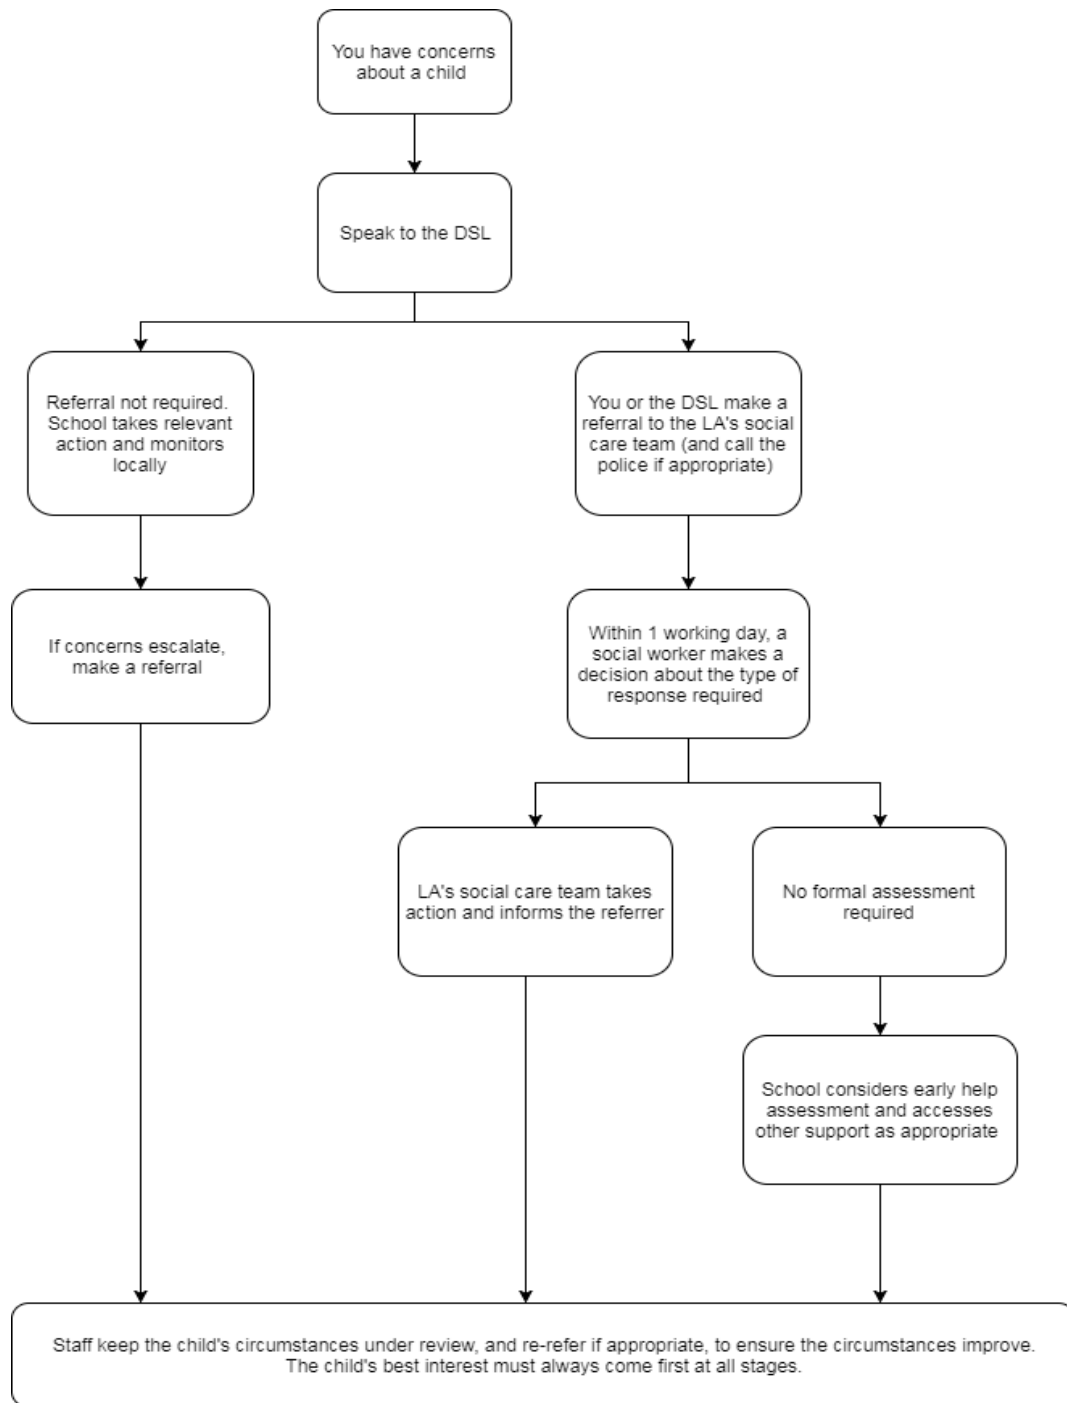 You have concerns
about a child
Speak to the DSL
Referral not required.
School takes relevant
action and monitors
locally
You or the DSL make a
referral to the LA's social
care team (and call the
police if appropriate)
If concerns escalate,
make a referral
Within 1 working day, a
social worker makes a
decision about the type of
response required
LA's social care team takes
action and informs the referrer
No formal assessment
required
School considers early help
assessment and accesses
other support as appropriate
Staff keep the child's circumstances under review, and re-refer if appropriate, to ensure the circumstances improve.
The child's best interest must always come first at all stages.